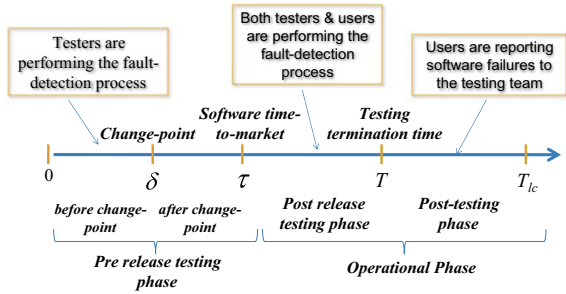 Testers are
performing the fault-
detection process
Both testers & users
are performing the
fault-detection
process
Users are reporting
software failures to
the testing team
Change-point
Software time-
to-market
Testing
termination time
0
δ
τ
T
T_lc
before change-
point
after change-
point
Post release
testing phase
Post-testing
phase
Pre release testing
phase
Operational Phase